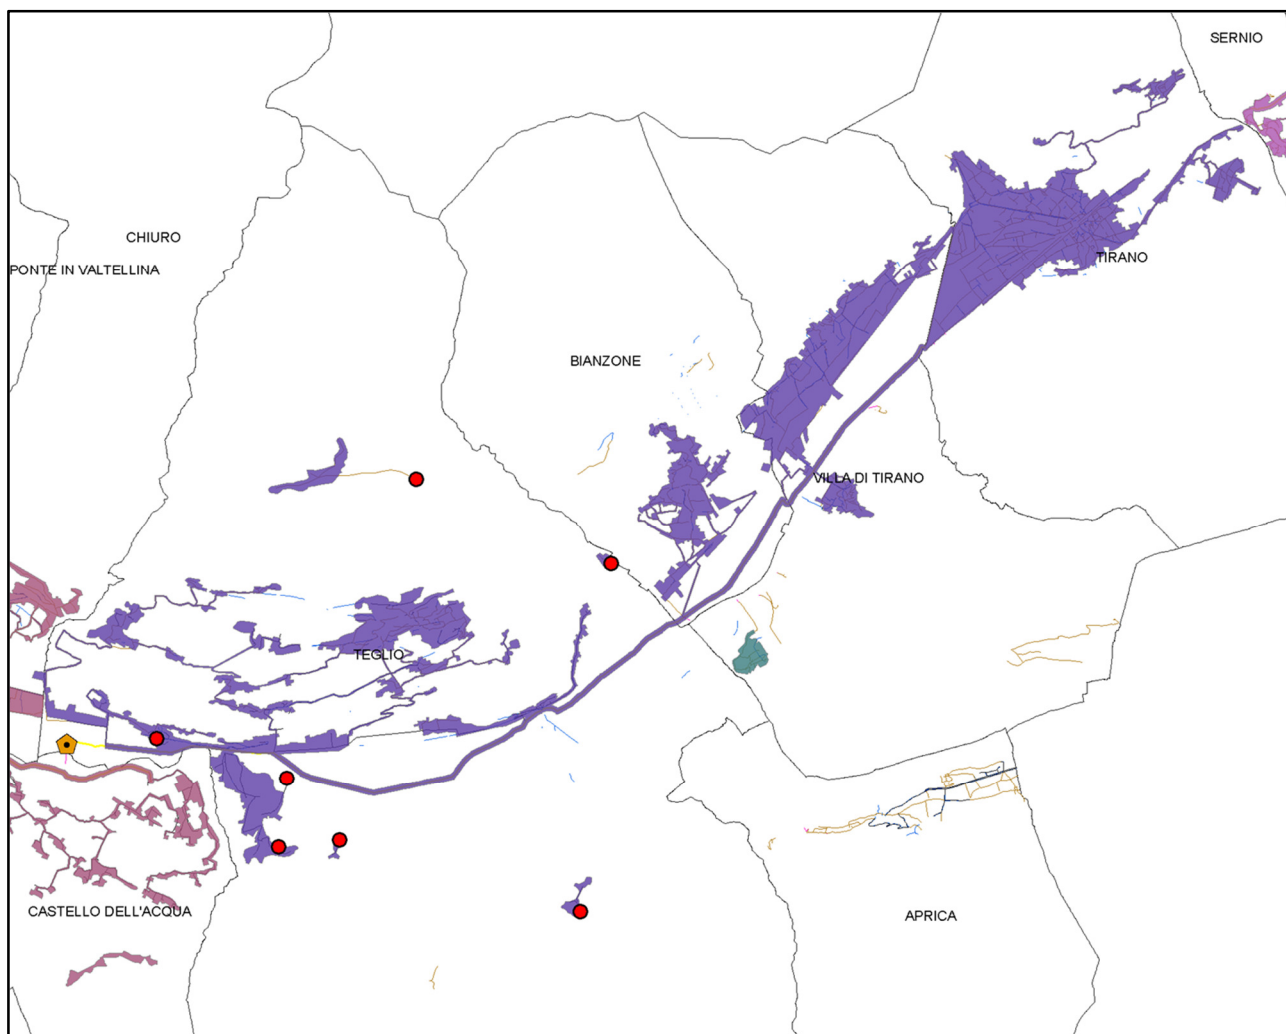 SERNIO
CHIURO
PONTE IN VALTELLINA
TIRANO
BIANZONE
VILLA DI TIRANO
TEGLIO
CASTELLO DELL'ACQUA
APRICA